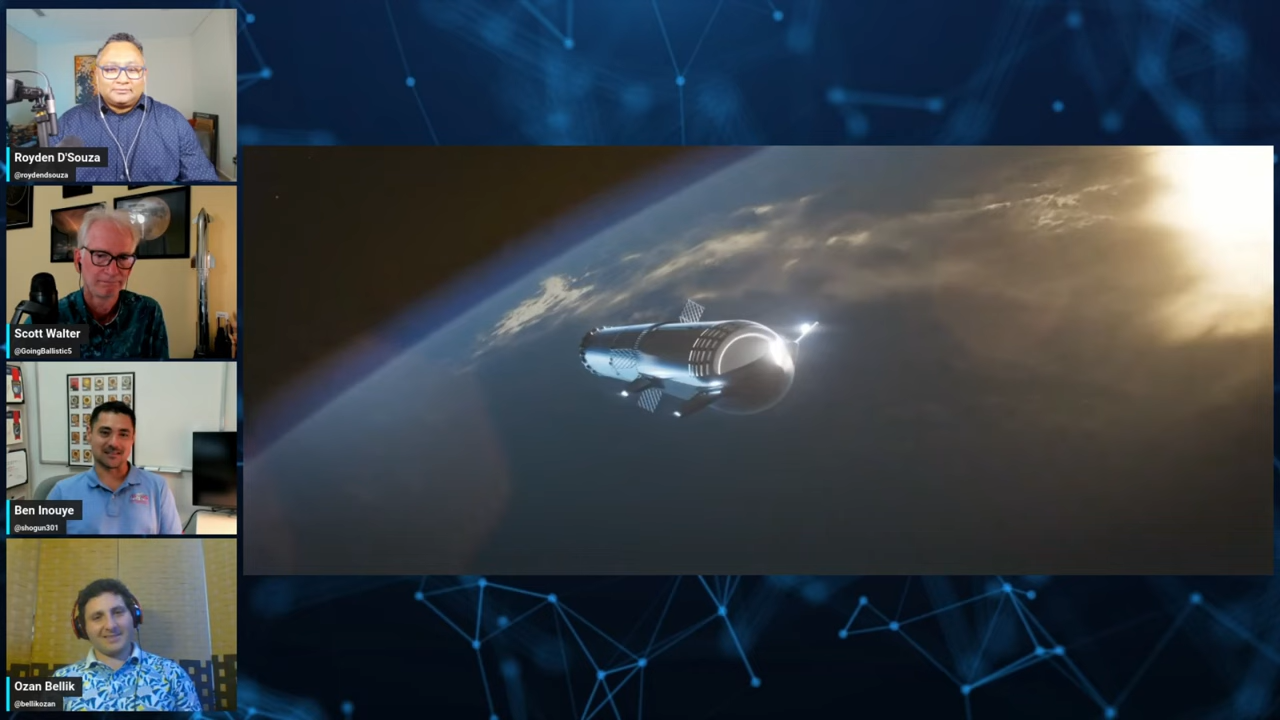 Royden D'Souza
@roydendsouza
Scott Walter
@GoingBallistic5
Ben Inouye
@shogun301
Ozan Bellik
@bellikozan